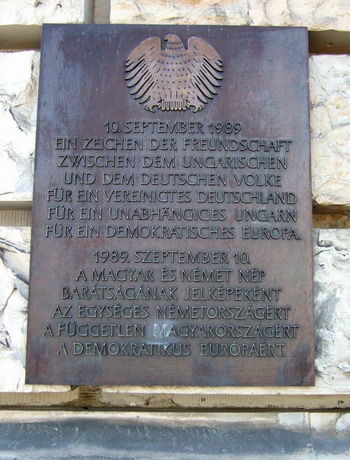 10. SEPTEMBER 1989
EIN ZEICHEN DER FREUNDSCHAFT
ZWISCHEN DEM UNGARISCHEN
UND DEM DEUTSCHEN VOLKE
FÜR EIN VEREINIGTES DEUTSCHLAND
FÜR EIN UNABHÄNGIGES UNGARN
FÜR EIN DEMOKRATISCHES EUROPA.
1989. SZEPTEMBER 10.
A MAGYAR ÉS NÉMET NÉP
BARÁTSÁGÁNAK JELKÉPEKÉNT
AZ EGYSÉGES NÉMETORSZÁGÉRT
A FÜGGETLEN MAGYARORSZÁGÉRT
A DEMOKRATIKUS EURÓPÁÉRT